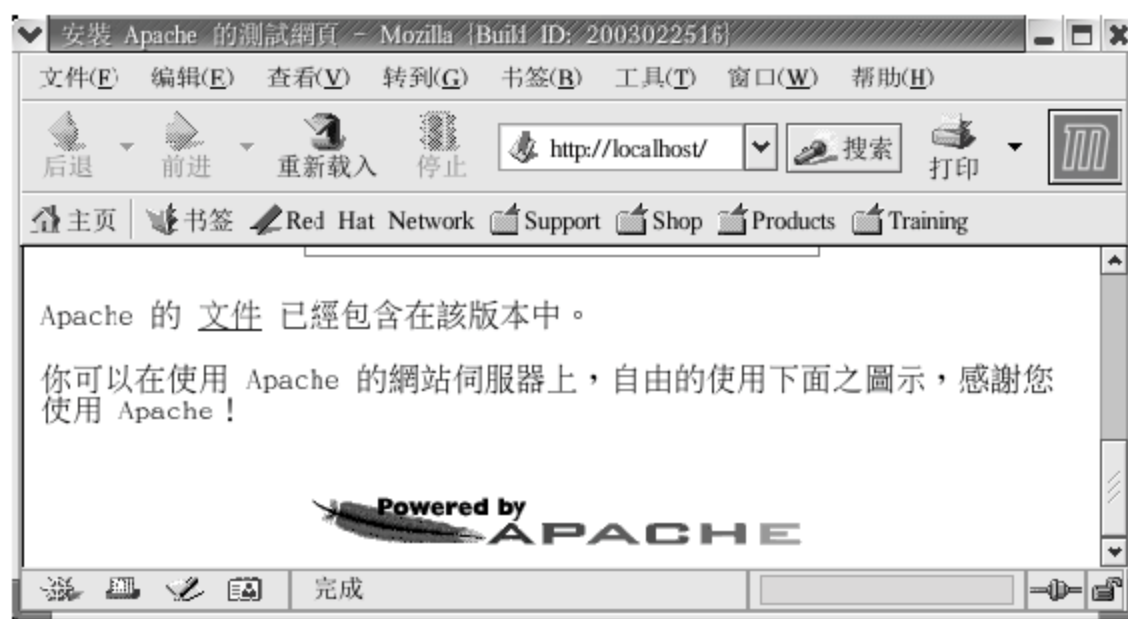 安裝 Apache 的測試網頁 - Mozilla {Build ID: 2003022516}
文件(F) 编辑(E) 查看(V) 转到(G) 书签(B) 工具(T) 窗口(W) 帮助(H)
后退 前进 重新载入 停止 http://localhost/ 搜索 打印
主页 书签 Red Hat Network Support Shop Products Training
Apache 的 文件 已經包含在該版本中。
你可以在使用 Apache 的網站伺服器上，自由的使用下面之圖示，感謝您
使用 Apache！
Powered by
APACHE
完成